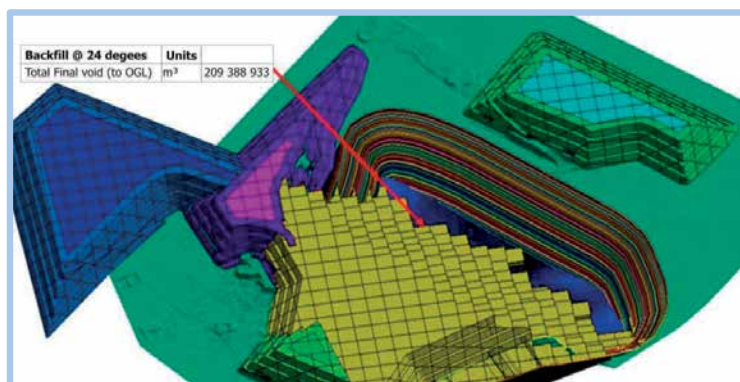 Backfill @ 24 degees Units
Total Final void (to OGL) m³ 209 388 933